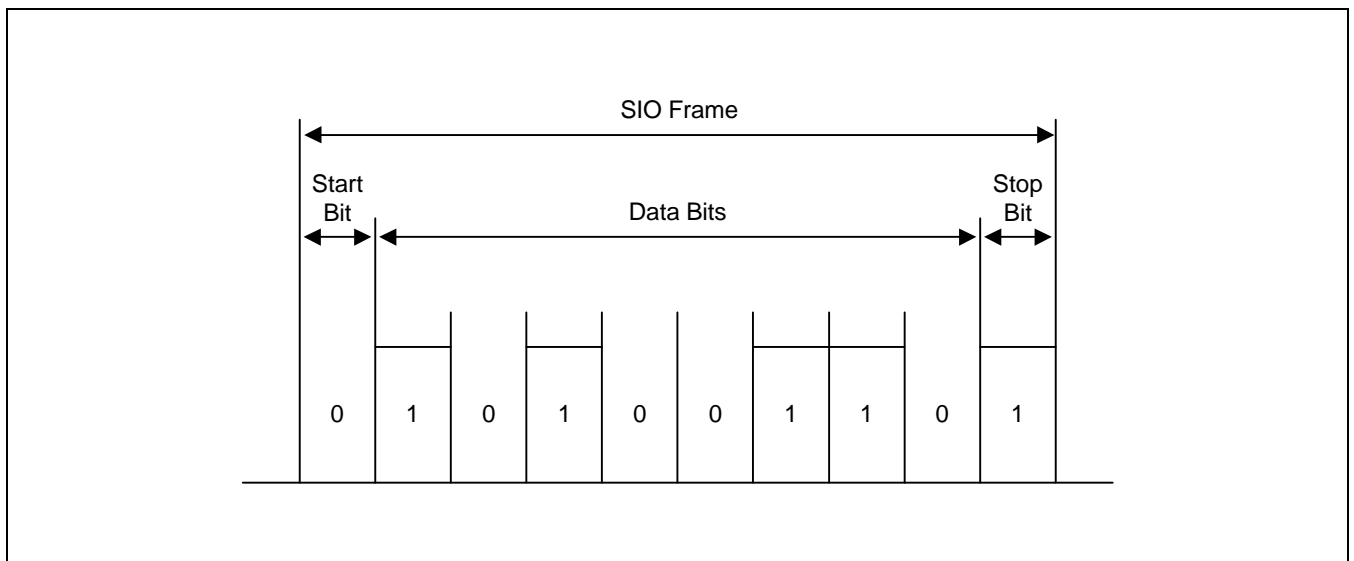 SIO Frame
Start
Bit
Data Bits
Stop
Bit
0 1 0 1 0 0 1 1 0 1